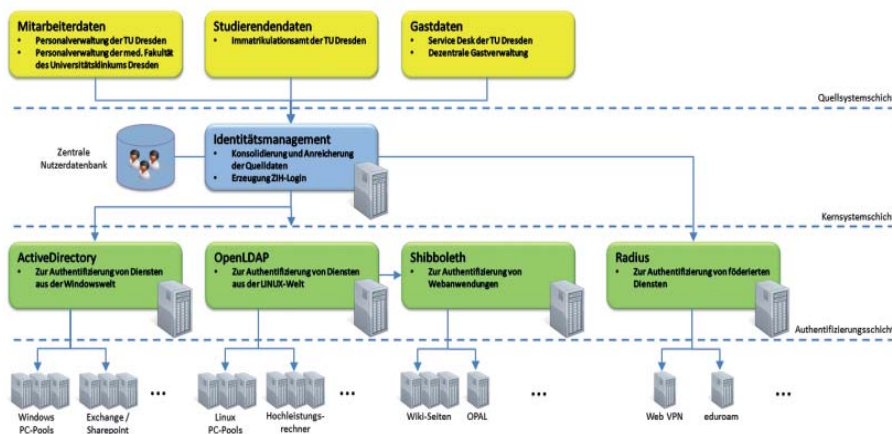 Mitarbeiterdaten
• Personalverwaltung der TU Dresden
• Personalverwaltung der med. Fakultät
des Universitätsklinikums Dresden
Studierendendaten
• Immatrikulationsamt der TU Dresden
Gastdaten
• Service Desk der TU Dresden
• Dezentrale Gastverwaltung
Quellsystemschich
Zentrale
Nutzerdatenbank
Identitätsmanagement
• Konsolidierung und Anreicherung
der Quelldaten
• Erzeugung ZIH-Login
Kernsystemschich
ActiveDirectory
• Zur Authentifizierung von Diensten
aus der Windowswelt
OpenLDAP
• Zur Authentifizierung von Diensten
aus der LINUX-Welt
Shibboleth
• Zur Authentifizierung von
Webanwendungen
Radius
• Zur Authentifizierung von föderierten
Diensten
Authentifizierungsschicht
Windows
PC-Pools
Exchange /
Sharepoint
...
Linux
PC-Pools
Hochleistungs-
rechner
...
Wiki-Seiten
OPAL
...
Web VPN
eduroam
...